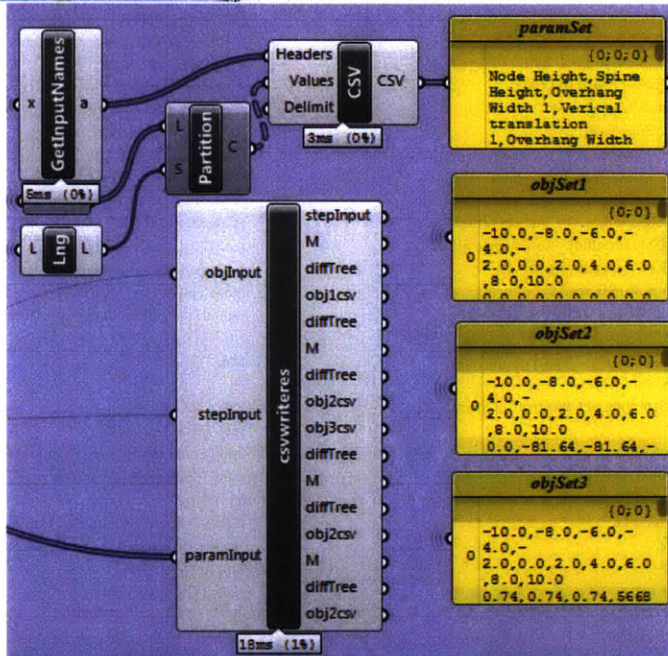 GetInputNames
x
a
5ms (0%)
L
Lng
L
L
S
Partition
C
Headers
Values
Delimit
CSV
CSV
3ms (0%)
paramSet
{0;0;0}
Node Height,Spine
Height,Overhang
Width 1,Verical
translation
1,Overhang Width
objInput
stepInput
paramInput
csvwriteres
stepInput
M
diffTree
obj1csv
diffTree
M
diffTree
obj2csv
obj3csv
diffTree
M
diffTree
obj2csv
M
diffTree
obj2csv
18ms (1%)
objSet1
{0;0}
0
-10.0,-8.0,-6.0,-
4.0,-
2.0,0.0,2.0,4.0,6.0
,8.0,10.0
objSet2
{0;0}
0
-10.0,-8.0,-6.0,-
4.0,-
2.0,0.0,2.0,4.0,6.0
,8.0,10.0
0.0,-81.64,-81.64,-
objSet3
{0;0}
0
-10.0,-8.0,-6.0,-
4.0,-
2.0,0.0,2.0,4.0,6.0
,8.0,10.0
0.74,0.74,0.74,5668